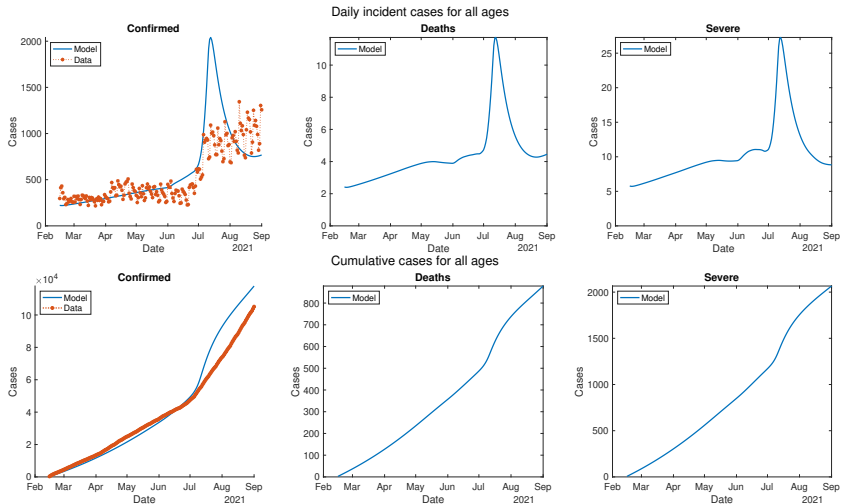 Daily incident cases for all ages
Confirmed
Deaths
Severe
Model
Data
Model
Model
Cases
Cases
Cases
2000
1500
1000
500
0
10
8
6
4
2
0
25
20
15
10
5
0
Feb Mar Apr May Jun Jul Aug Sep
Feb Mar Apr May Jun Jul Aug Sep
Feb Mar Apr May Jun Jul Aug Sep
Date 2021
Date 2021
Date 2021
Cumulative cases for all ages
×10⁴
Confirmed
Deaths
Severe
Model
Data
Model
Model
Cases
Cases
Cases
10
8
6
4
2
0
800
700
600
500
400
300
200
100
0
2000
1500
1000
500
0
Feb Mar Apr May Jun Jul Aug Sep
Feb Mar Apr May Jun Jul Aug Sep
Feb Mar Apr May Jun Jul Aug Sep
Date 2021
Date 2021
Date 2021